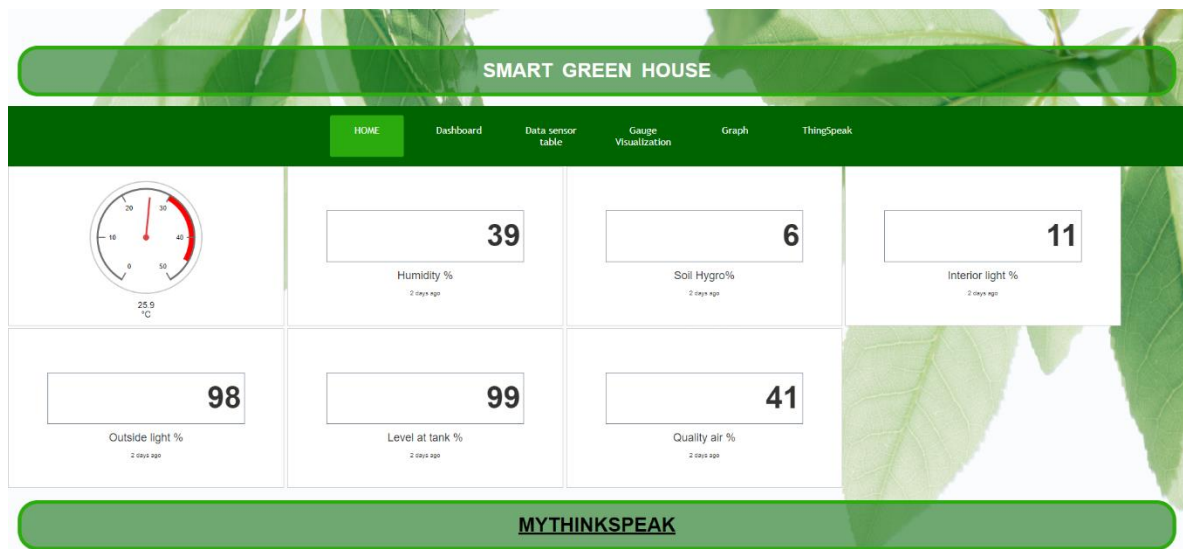 SMART GREEN HOUSE
HOME
Dashboard
Data sensor
table
Gauge
Visualization
Graph
ThingSpeak
20
30
10
40
0
50
25.9
°C
39
Humidity %
2 days ago
6
Soil Hygro%
2 days ago
11
Interior light %
2 days ago
98
Outside light %
2 days ago
99
Level at tank %
2 days ago
41
Quality air %
2 days ago
MYTHINKSPEAK